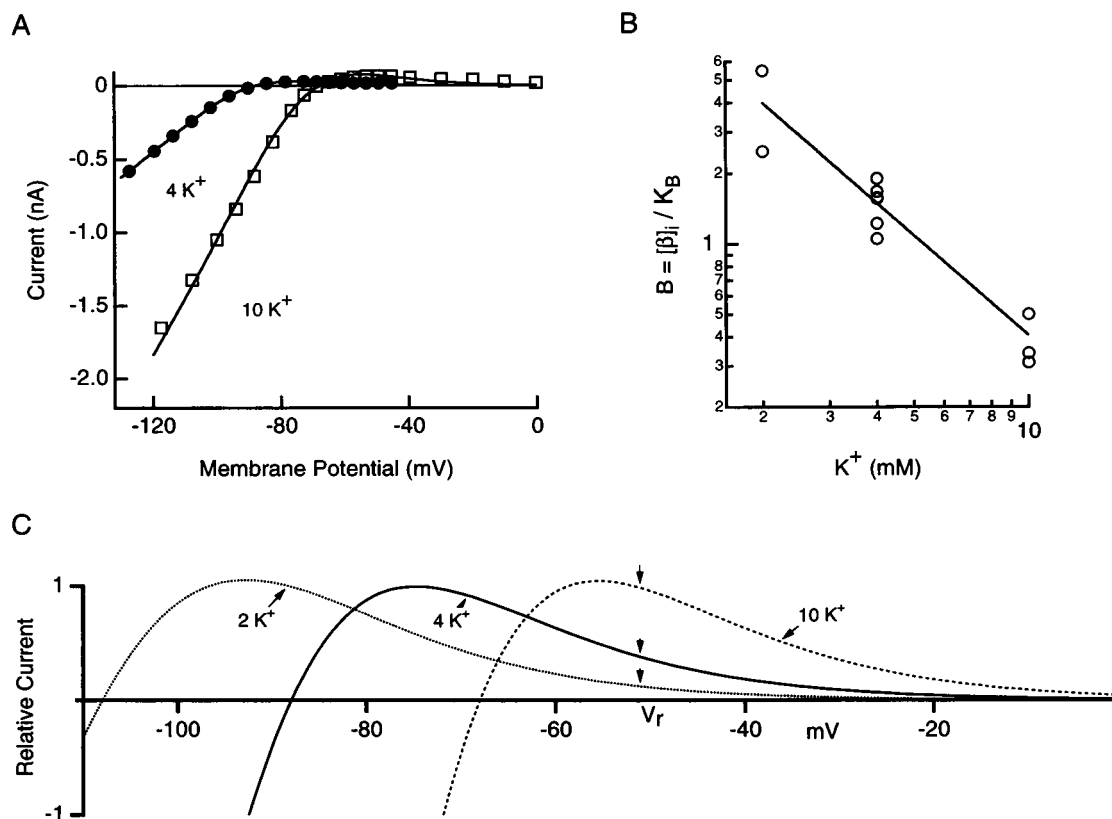 A
0
-0.5
-1.0
-1.5
-2.0
Current (nA)
4 K+
10 K+
-120
-80
-40
0
Membrane Potential (mV)
B
6
5
4
3
2
1
9
8
7
6
5
4
3
2
B = [β]i / KB
2
3
4
5
6
7
8
9
10
K+ (mM)
C
1
-1
Relative Current
2 K+
4 K+
10 K+
-100
-80
-60
Vr
-40
mV
-20